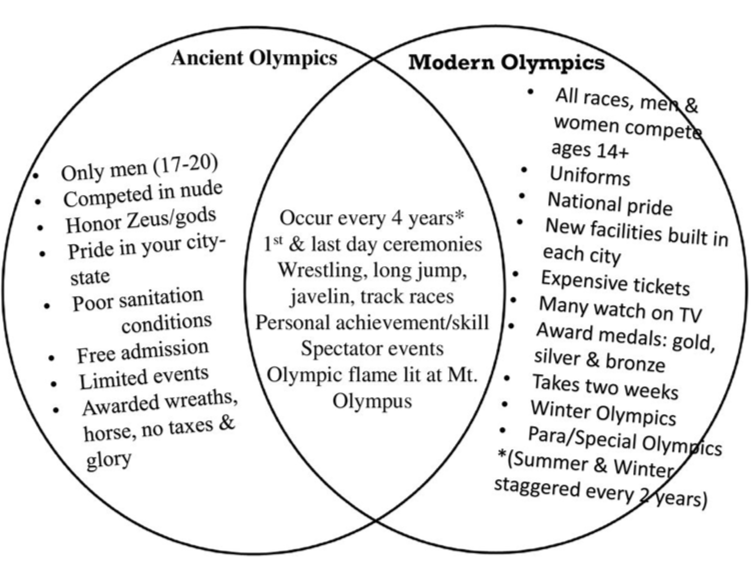 Ancient Olympics
• Only men (17-20)
• Competed in nude
• Honor Zeus/gods
• Pride in your city-
state
• Poor sanitation
conditions
• Free admission
• Limited events
• Awarded wreaths,
horse, no taxes &
glory
Occur every 4 years*
1st & last day ceremonies
Wrestling, long jump,
javelin, track races
Personal achievement/skill
Spectator events
Olympic flame lit at Mt.
Olympus
Modern Olympics
• All races, men &
women compete
ages 14+
• Uniforms
• National pride
• New facilities built in
each city
• Expensive tickets
• Many watch on TV
• Award medals: gold,
silver & bronze
• Takes two weeks
• Winter Olympics
• Para/Special Olympics
*(Summer & Winter
staggered every 2 years)